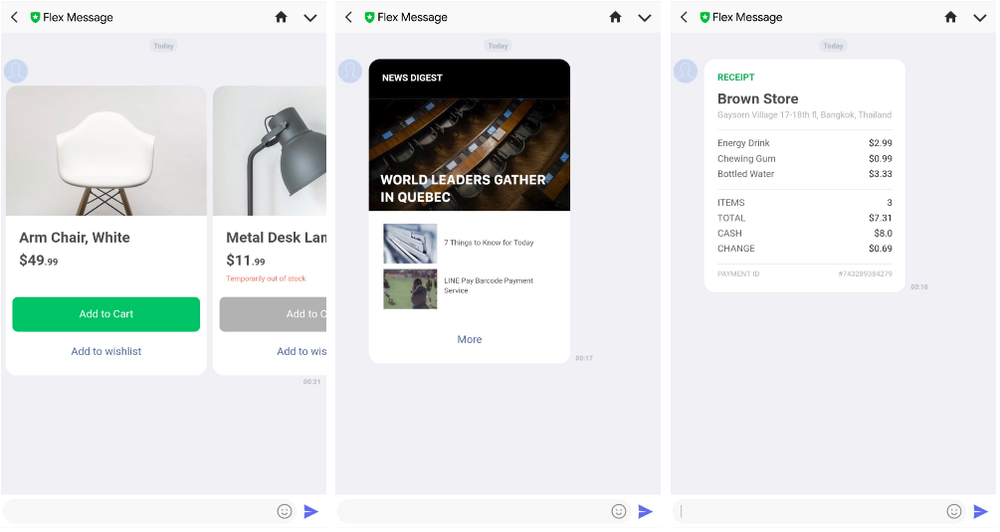 Flex Message
Today
Arm Chair, White
$49.99
Add to Cart
Add to wishlist
Metal Desk Lan
$11.99
Temporarily out of stock
Add to C
Add to wis
00:21
Flex Message
Today
NEWS DIGEST
WORLD LEADERS GATHER
IN QUEBEC
7 Things to Know for Today
LINE Pay Barcode Payment
Service
More
00:17
Flex Message
Today
RECEIPT
Brown Store
Gaysorn Village 17-18th fl, Bangkok, Thailand
Energy Drink $2.99
Chewing Gum $0.99
Bottled Water $3.33
ITEMS 3
TOTAL $7.31
CASH $8.0
CHANGE $0.69
PAYMENT ID #743289384279
00:16